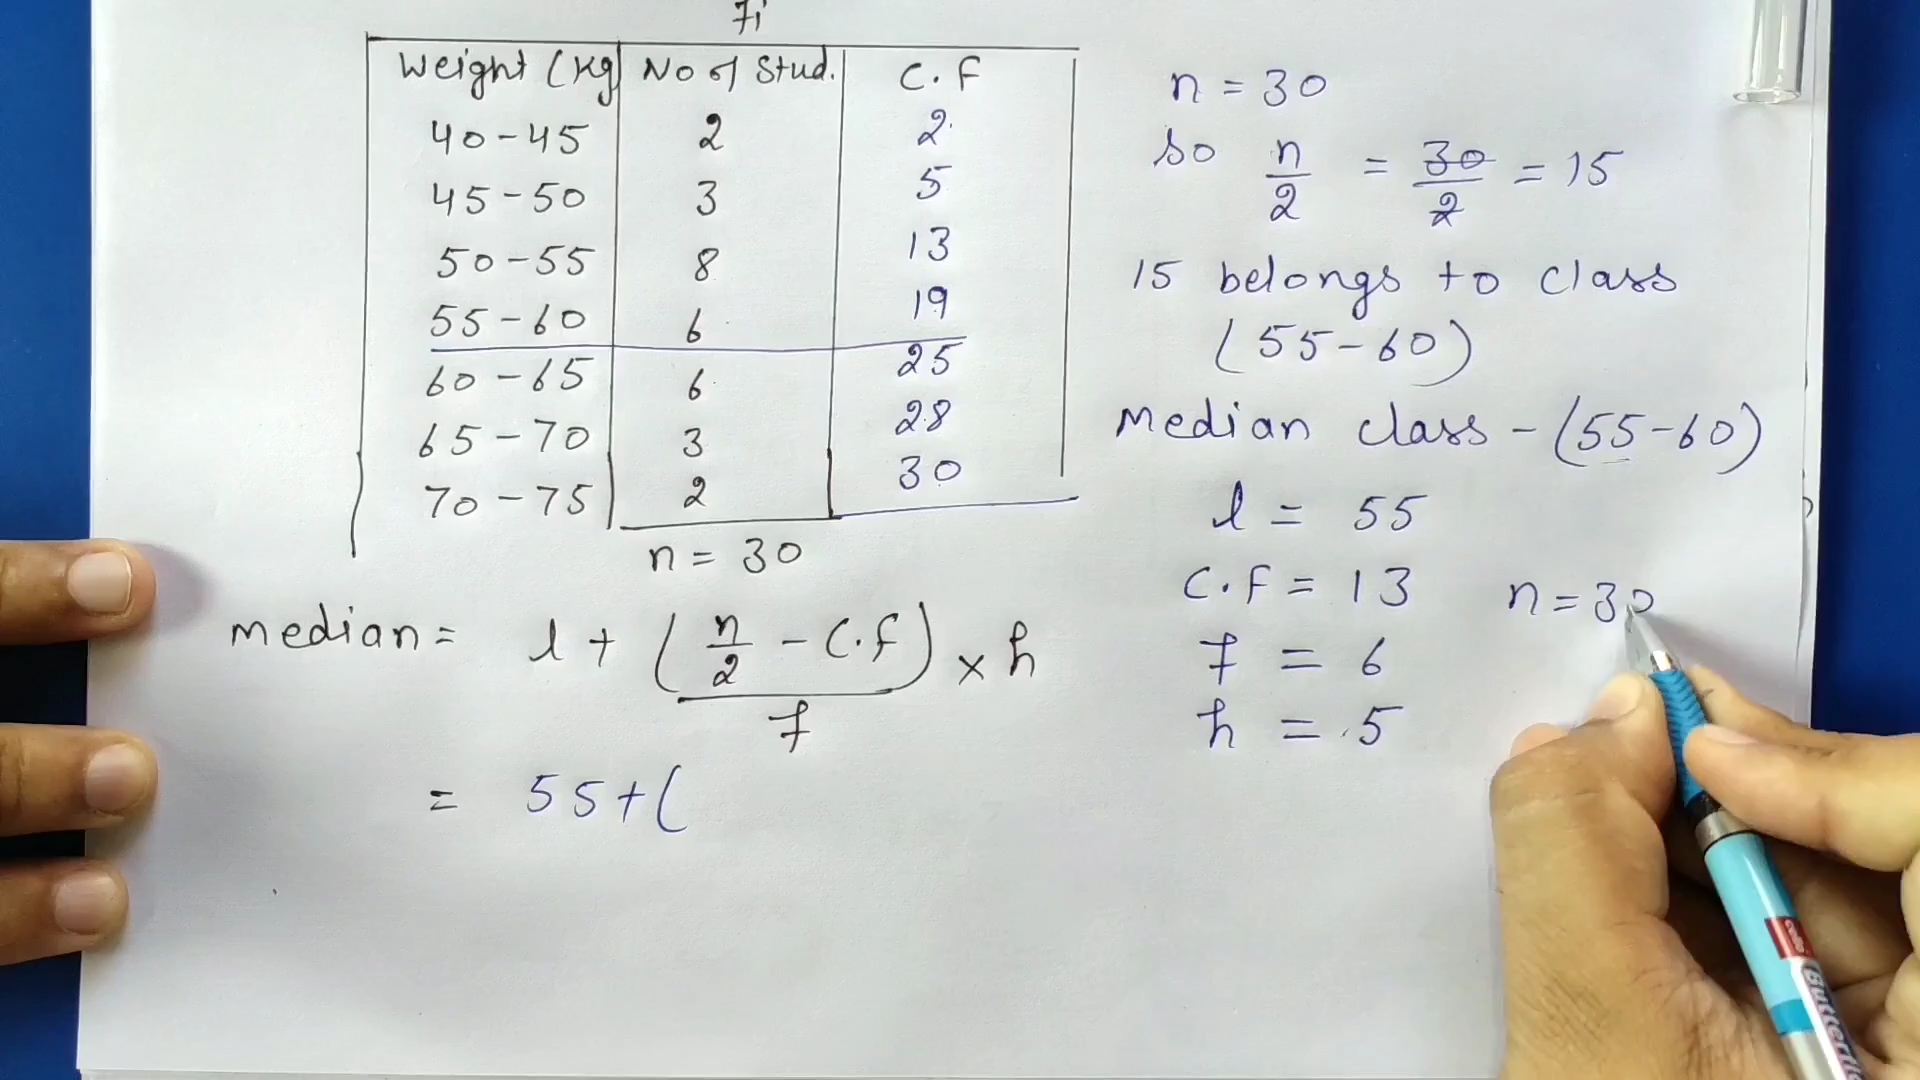 fi
Weight (Kg) No of Stud. C.F
40-45 2 2
45-50 3 5
50-55 8 13
55-60 6 19
60-65 6 25
65-70 3 28
70-75 2 30
n = 30
median = l + (n/2 - C.f)/f × h
= 55+(
n = 30
so n/2 = 30/2 = 15
15 belongs to class
(55-60)
Median class - (55-60)
l = 55
C.F = 13 n=30
f = 6
h = 5
cello
Butterfl